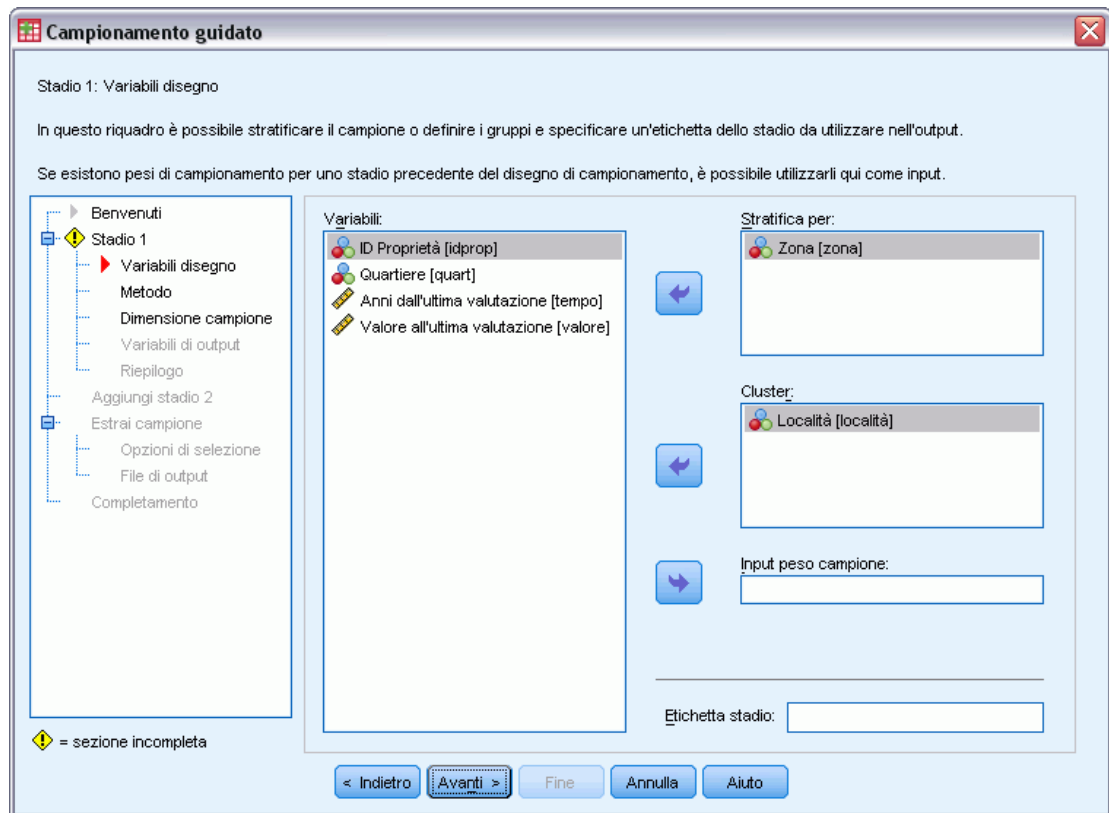 Campionamento guidato
Stadio 1: Variabili disegno
In questo riquadro è possibile stratificare il campione o definire i gruppi e specificare un'etichetta dello stadio da utilizzare nell'output.
Se esistono pesi di campionamento per uno stadio precedente del disegno di campionamento, è possibile utilizzarli qui come input.
Benvenuti
Stadio 1
Variabili disegno
Metodo
Dimensione campione
Variabili di output
Riepilogo
Aggiungi stadio 2
Estrai campione
Opzioni di selezione
File di output
Completamento
! = sezione incompleta
Variabili:
ID Proprietà [idprop]
Quartiere [quart]
Anni dall'ultima valutazione [tempo]
Valore all'ultima valutazione [valore]
Stratifica per:
Zona [zona]
Cluster:
Località [località]
Input peso campione:
Etichetta stadio:
< Indietro
Avanti >
Fine
Annulla
Aiuto